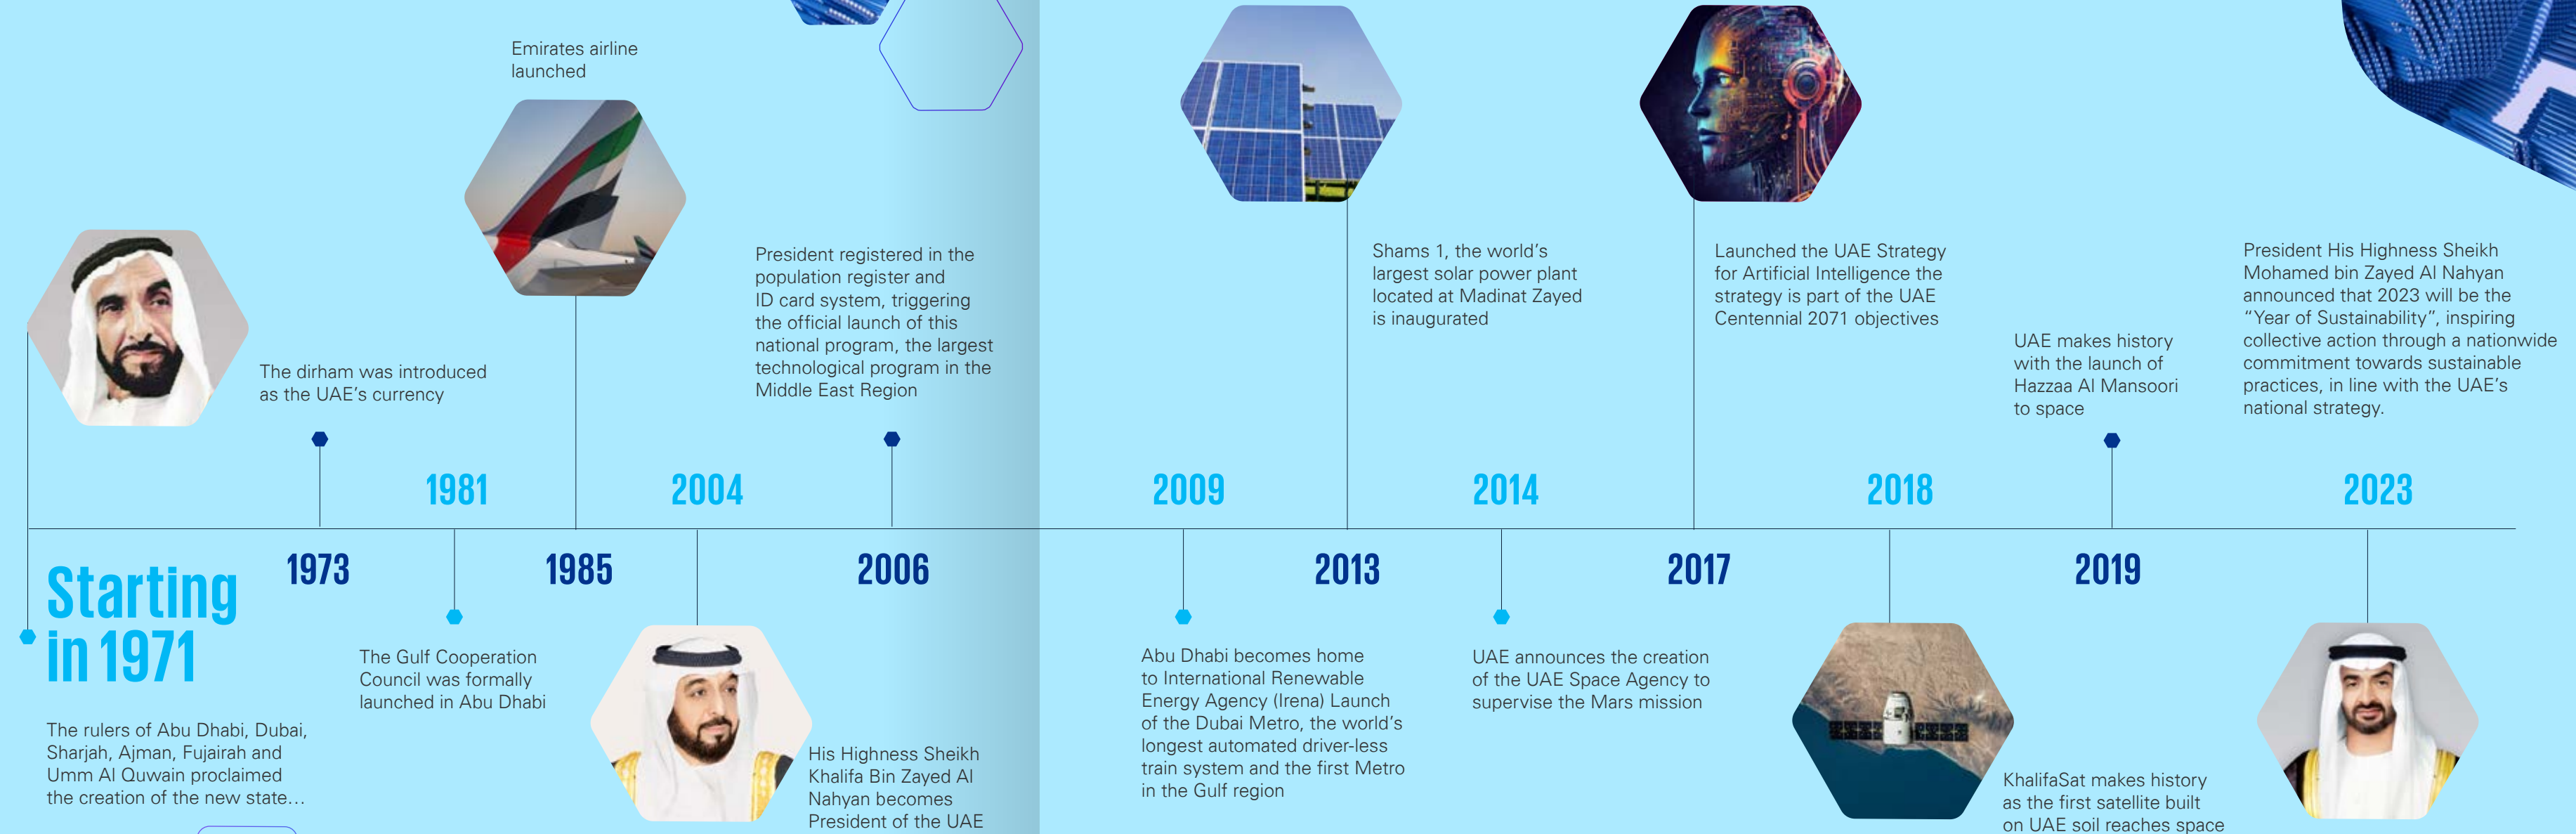 Emirates airline
launched
The dirham was introduced
as the UAE's currency
President registered in the
population register and
ID card system, triggering
the official launch of this
national program, the largest
technological program in the
Middle East Region
Shams 1, the world's
largest solar power plant
located at Madinat Zayed
is inaugurated
Launched the UAE Strategy
for Artificial Intelligence the
strategy is part of the UAE
Centennial 2071 objectives
UAE makes history
with the launch of
Hazzaa Al Mansoori
to space
President His Highness Sheikh
Mohamed bin Zayed Al Nahyan
announced that 2023 will be the
“Year of Sustainability”, inspiring
collective action through a nationwide
commitment towards sustainable
practices, in line with the UAE's
national strategy.
1981
2004
2009
2014
2018
2023
1973
1985
2006
2013
2017
2019
Starting
in 1971
The rulers of Abu Dhabi, Dubai,
Sharjah, Ajman, Fujairah and
Umm Al Quwain proclaimed
the creation of the new state…
The Gulf Cooperation
Council was formally
launched in Abu Dhabi
His Highness Sheikh
Khalifa Bin Zayed Al
Nahyan becomes
President of the UAE
Abu Dhabi becomes home
to International Renewable
Energy Agency (Irena) Launch
of the Dubai Metro, the world's
longest automated driver-less
train system and the first Metro
in the Gulf region
UAE announces the creation
of the UAE Space Agency to
supervise the Mars mission
KhalifaSat makes history
as the first satellite built
on UAE soil reaches space